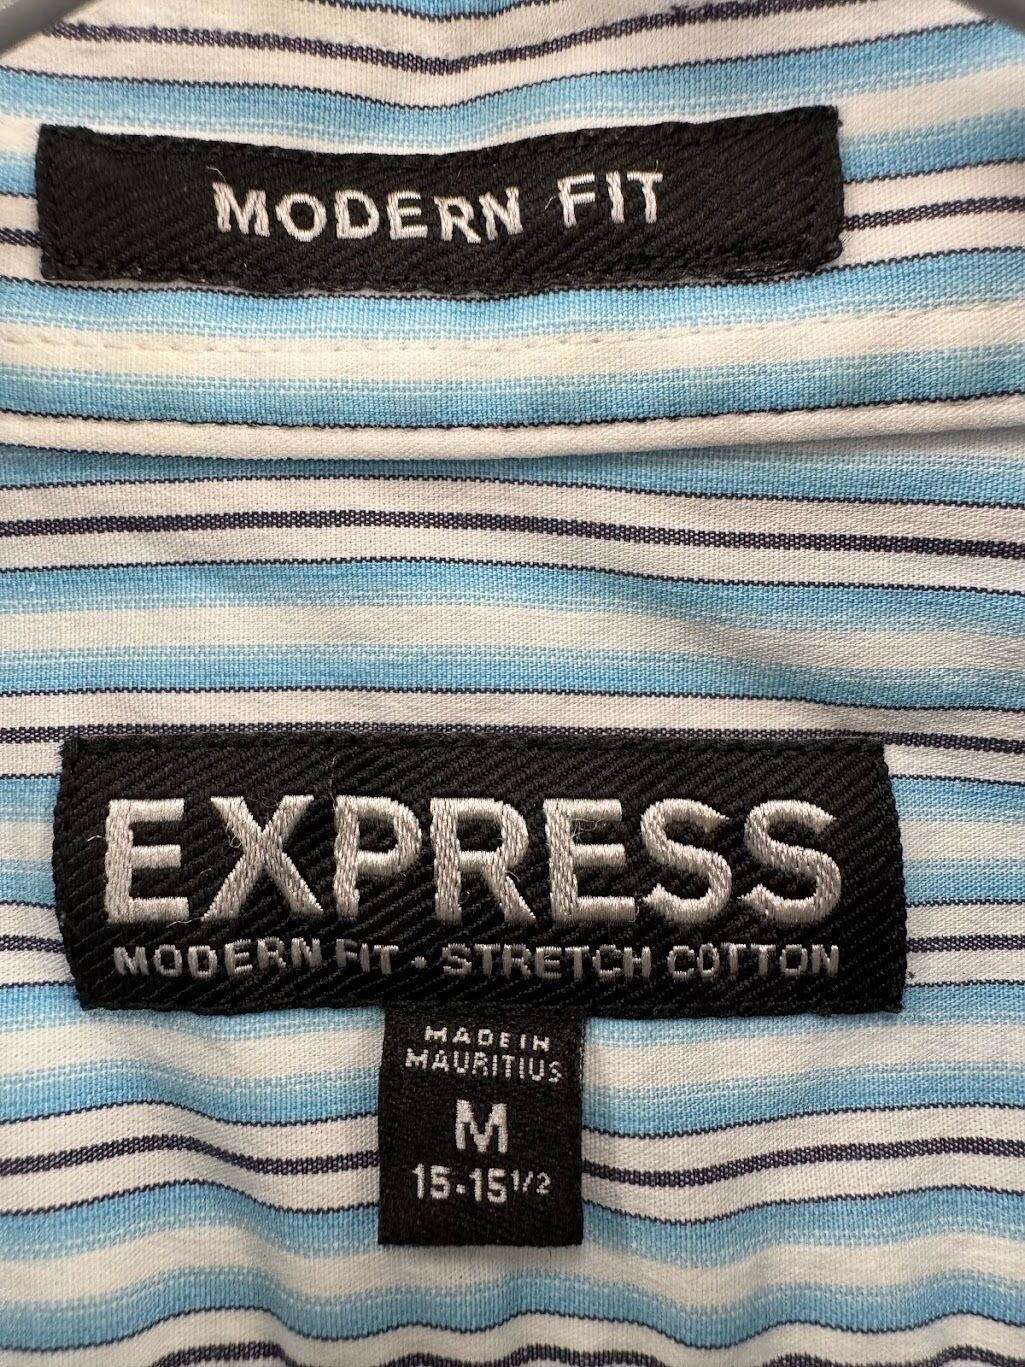 MODERN FIT
EXPRESS
MODERN FIT • STRETCH COTTON
MADE IN
MAURITIUS
M
15-15 1/2